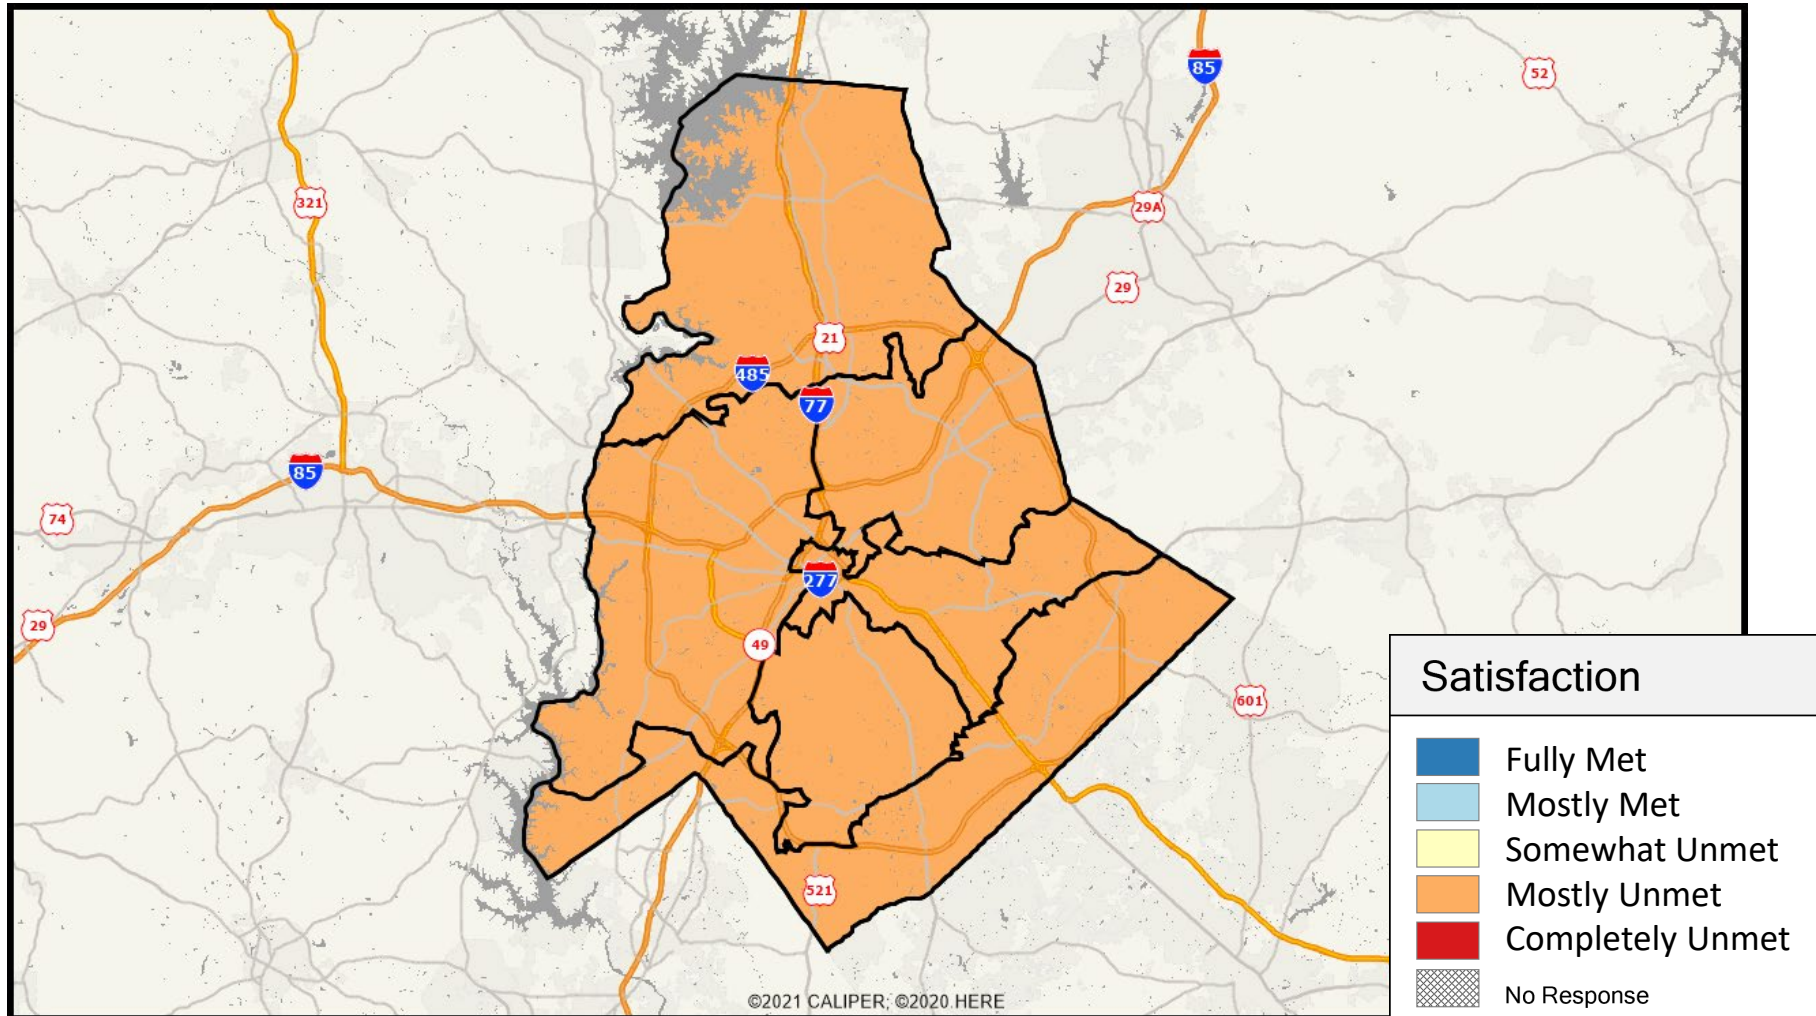 85
52
321
29A
29
21
485
77
85
74
277
29
49
601
521
Satisfaction
Fully Met
Mostly Met
Somewhat Unmet
Mostly Unmet
Completely Unmet
No Response
©2021 CALIPER; ©2020 HERE